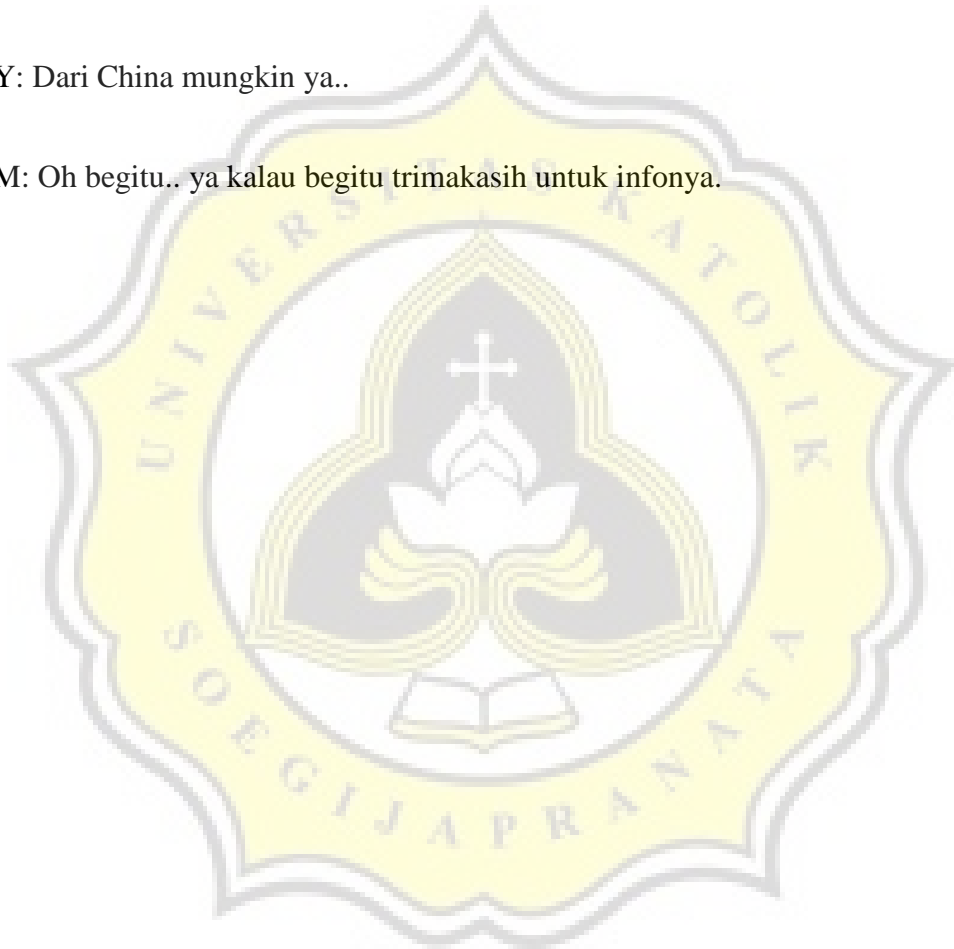 Y: Dari China mungkin ya..
M: Oh begitu.. ya kalau begitu trimakasih untuk infonya.
UNIVERSITAS KATOLIK
SOEGIJAPRANATA